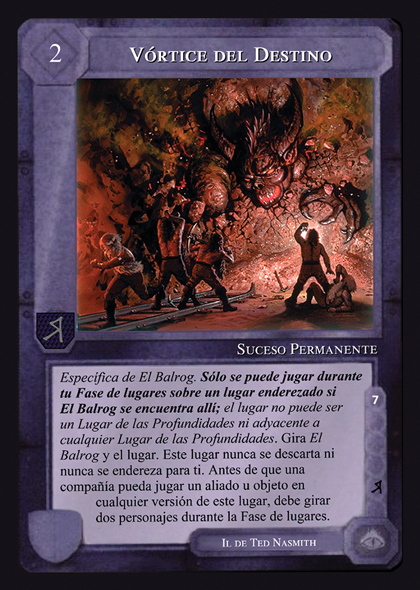 2
VÓRTICE DEL DESTINO
SUCESO PERMANENTE
Específica de El Balrog. Sólo se puede jugar durante
tu Fase de lugares sobre un lugar enderezado si
El Balrog se encuentra allí; el lugar no puede ser
un Lugar de las Profundidades ni adyacente a
cualquier Lugar de las Profundidades. Gira El
Balrog y el lugar. Este lugar nunca se descarta ni
nunca se endereza para ti. Antes de que una
compañía pueda jugar un aliado u objeto en
cualquier versión de este lugar, debe girar
dos personajes durante la Fase de lugares.
7
IL DE TED NASMITH